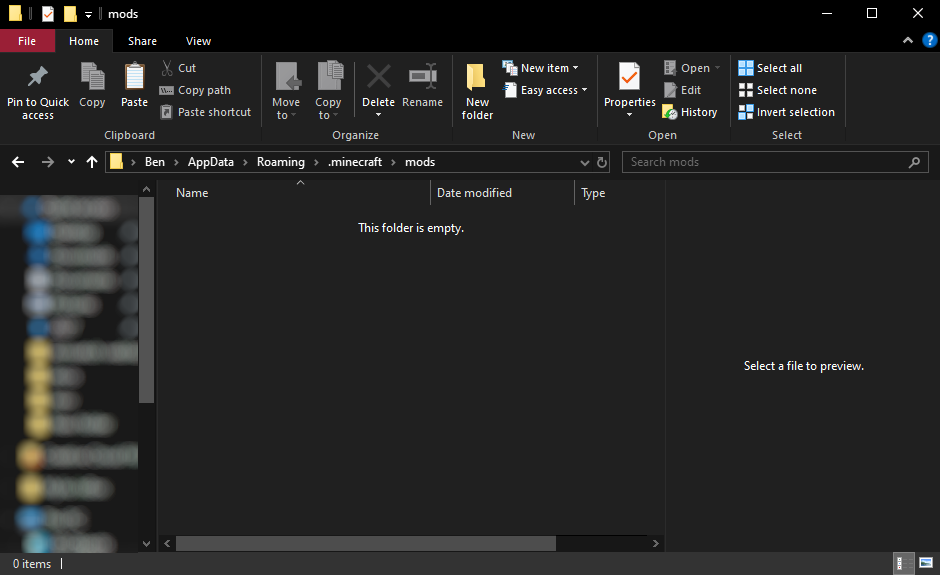 mods
File Home Share View
Pin to Quick access
Copy
Paste
Cut
Copy path
Paste shortcut
Clipboard
Move to
Copy to
Delete
Rename
Organize
New folder
New item
Easy access
New
Properties
Open
Edit
History
Open
Select all
Select none
Invert selection
Select
Ben > AppData > Roaming > .minecraft > mods
Search mods
Name Date modified Type
This folder is empty.
Select a file to preview.
0 items